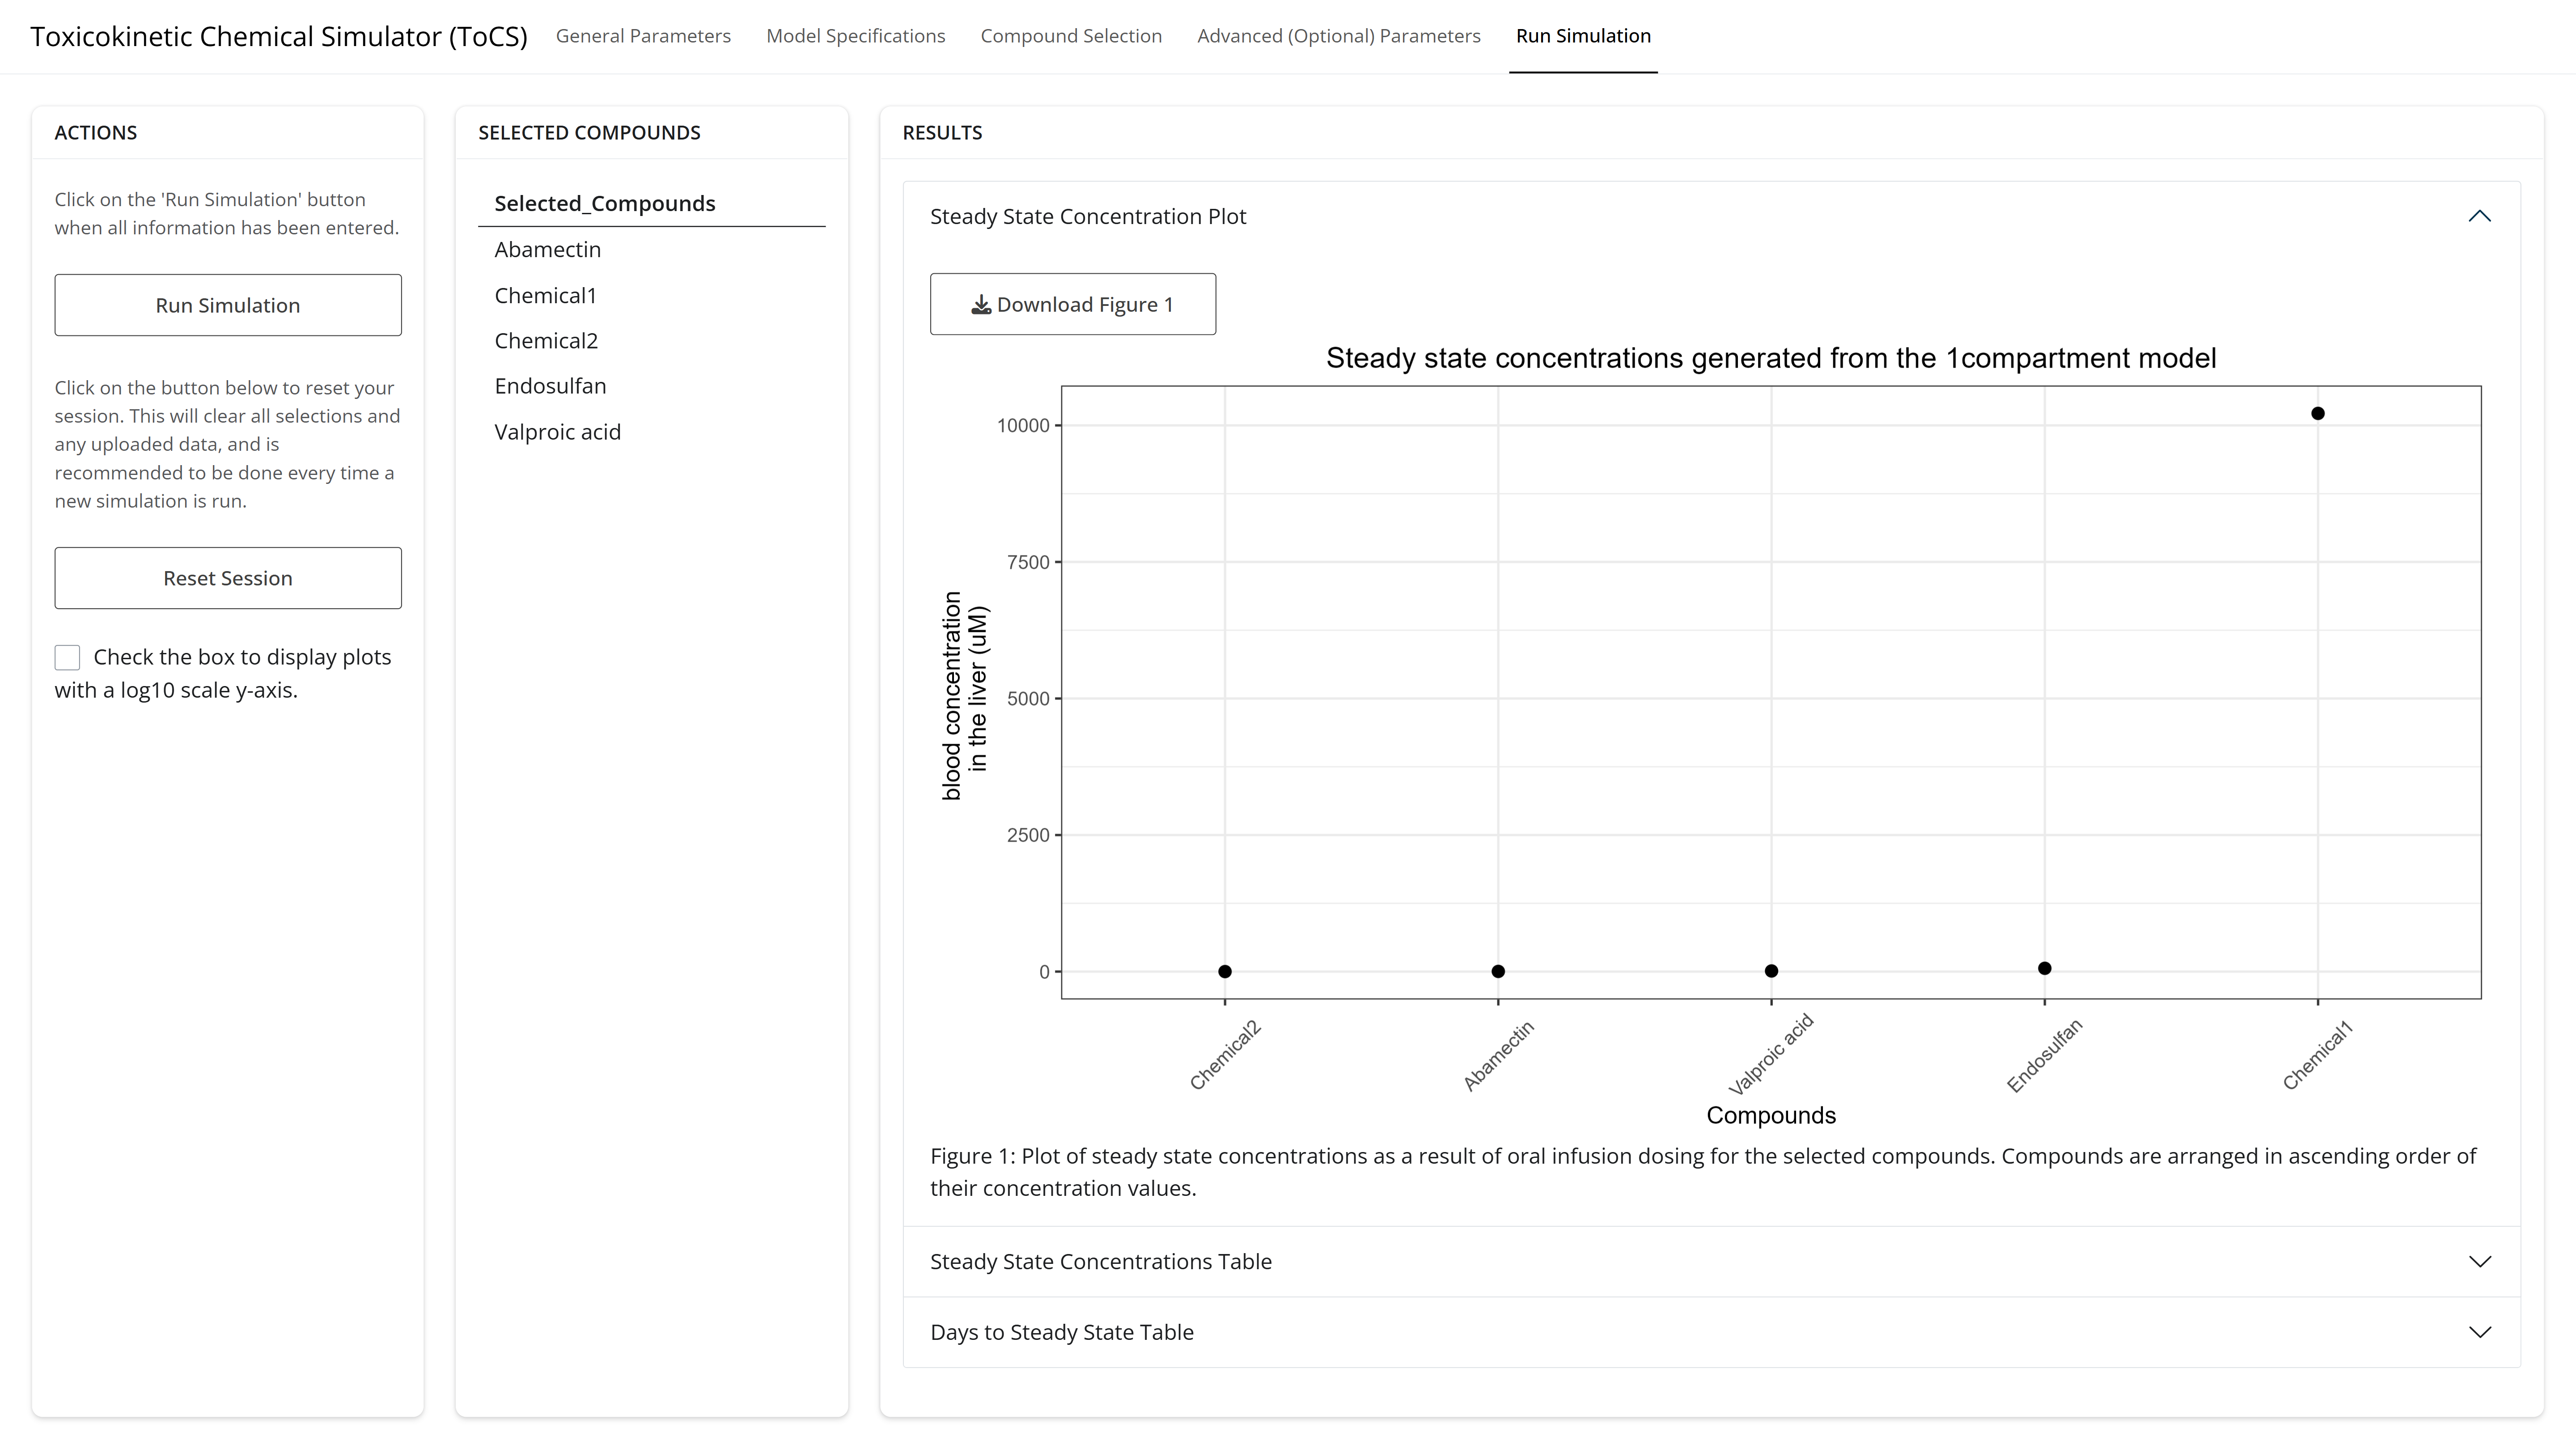 Toxicokinetic Chemical Simulator (ToCS)
General Parameters
Model Specifications
Compound Selection
Advanced (Optional) Parameters
Run Simulation
ACTIONS
Click on the 'Run Simulation' button
when all information has been entered.
Run Simulation
Click on the button below to reset your
session. This will clear all selections and
any uploaded data, and is
recommended to be done every time a
new simulation is run.
Reset Session
Check the box to display plots
with a log10 scale y-axis.
SELECTED COMPOUNDS
Selected_Compounds
Abamectin
Chemical1
Chemical2
Endosulfan
Valproic acid
RESULTS
Steady State Concentration Plot
Download Figure 1
Steady state concentrations generated from the 1compartment model
blood concentration
in the liver (uM)
10000
7500
5000
2500
0
Chemical2
Abamectin
Valproic acid
Endosulfan
Chemical1
Compounds
Figure 1: Plot of steady state concentrations as a result of oral infusion dosing for the selected compounds. Compounds are arranged in ascending order of
their concentration values.
Steady State Concentrations Table
Days to Steady State Table